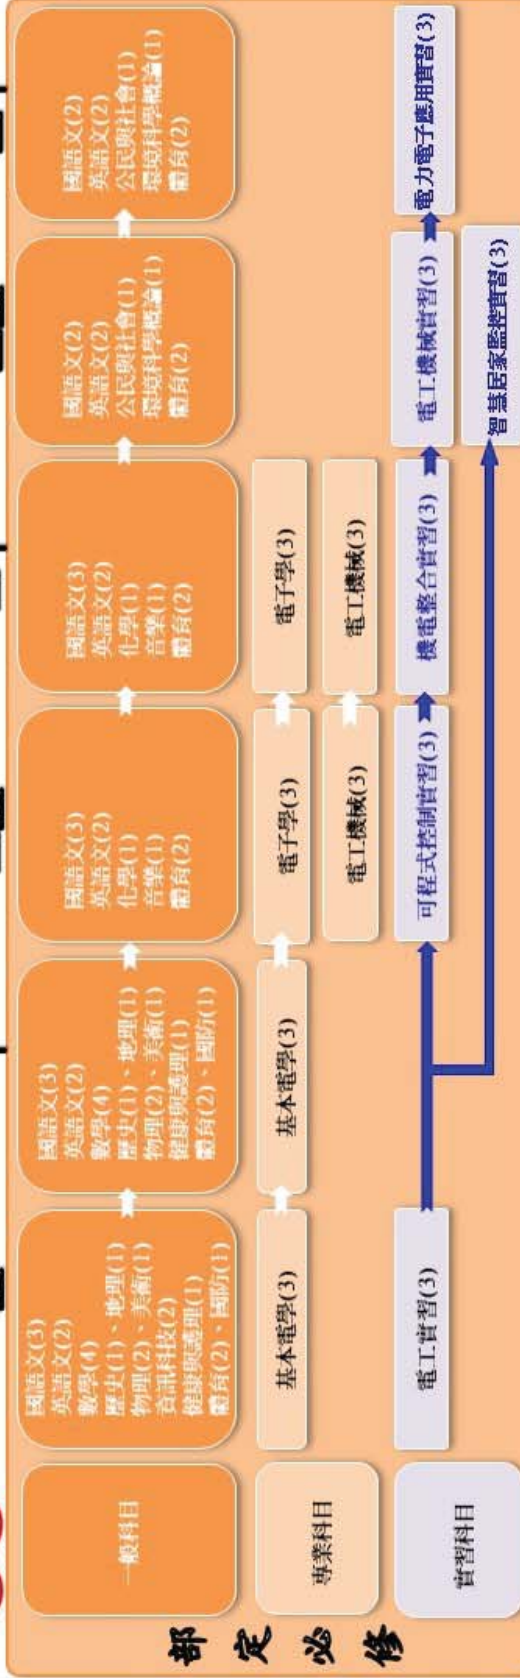 部定必修
一般科目
國語文(3)
英語文(2)
數學(4)
歷史(1)、地理(1)
物理(2)、美術(1)
資訊科技(2)
健康與護理(1)
體育(2)、國防(1)
國語文(3)
英語文(2)
數學(4)
歷史(1)、地理(1)
物理(2)、美術(1)
健康與護理(1)
體育(2)、國防(1)
國語文(3)
英語文(2)
化學(1)
音樂(1)
體育(2)
國語文(3)
英語文(2)
化學(1)
音樂(1)
體育(2)
國語文(2)
英語文(2)
公民與社會(1)
環境科學概論(1)
體育(2)
國語文(2)
英語文(2)
公民與社會(1)
環境科學概論(1)
體育(2)
專業科目
基本電學(3)
基本電學(3)
電子學(3)
電子學(3)
電工機械(3)
電工機械(3)
實習科目
電工實習(3)
可程式控制實習(3)
機電整合實習(3)
電工機械實習(3)
電力電子應用實習(3)
智慧居家監控實習(3)